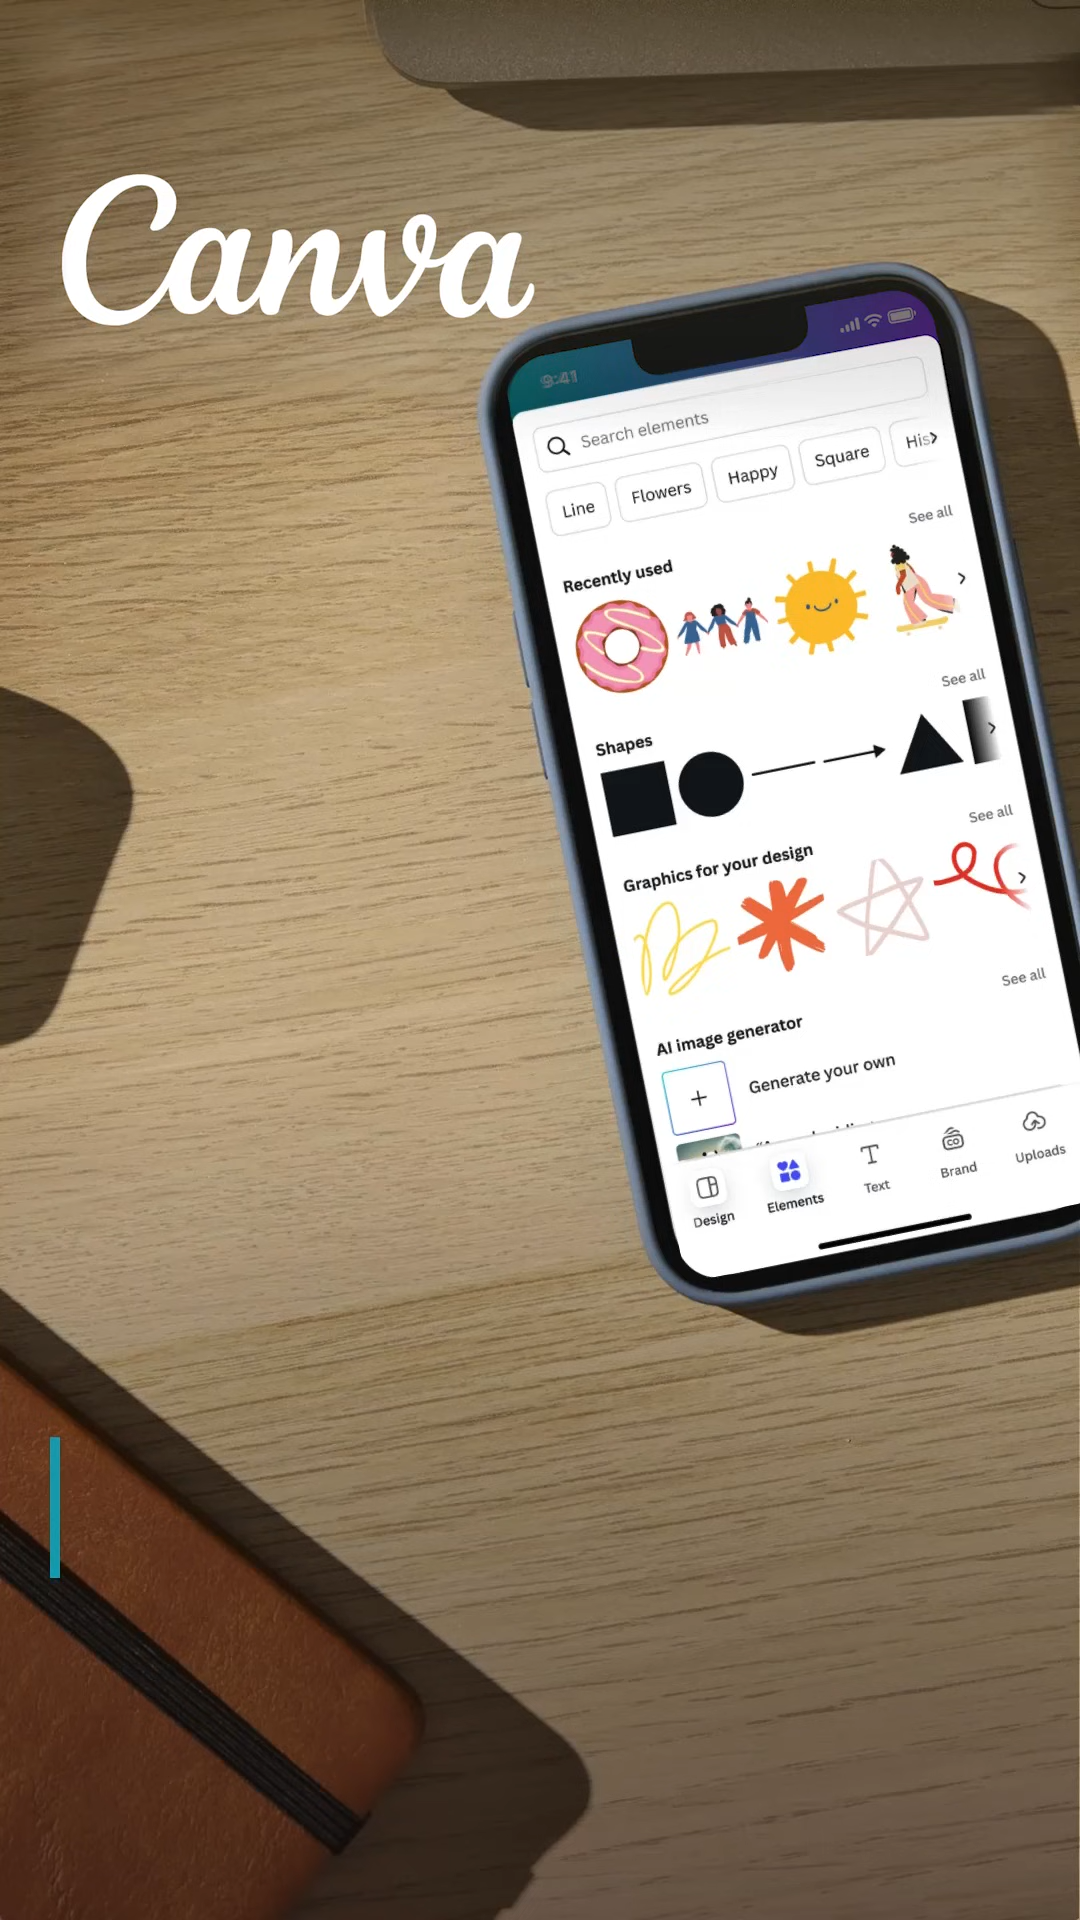 Canva
9:41
Search elements
Line
Flowers
Happy
Square
His
See all
Recently used
See all
Shapes
See all
Graphics for your design
See all
AI image generator
Generate your own
Design
Elements
Text
CO
Brand
Uploads